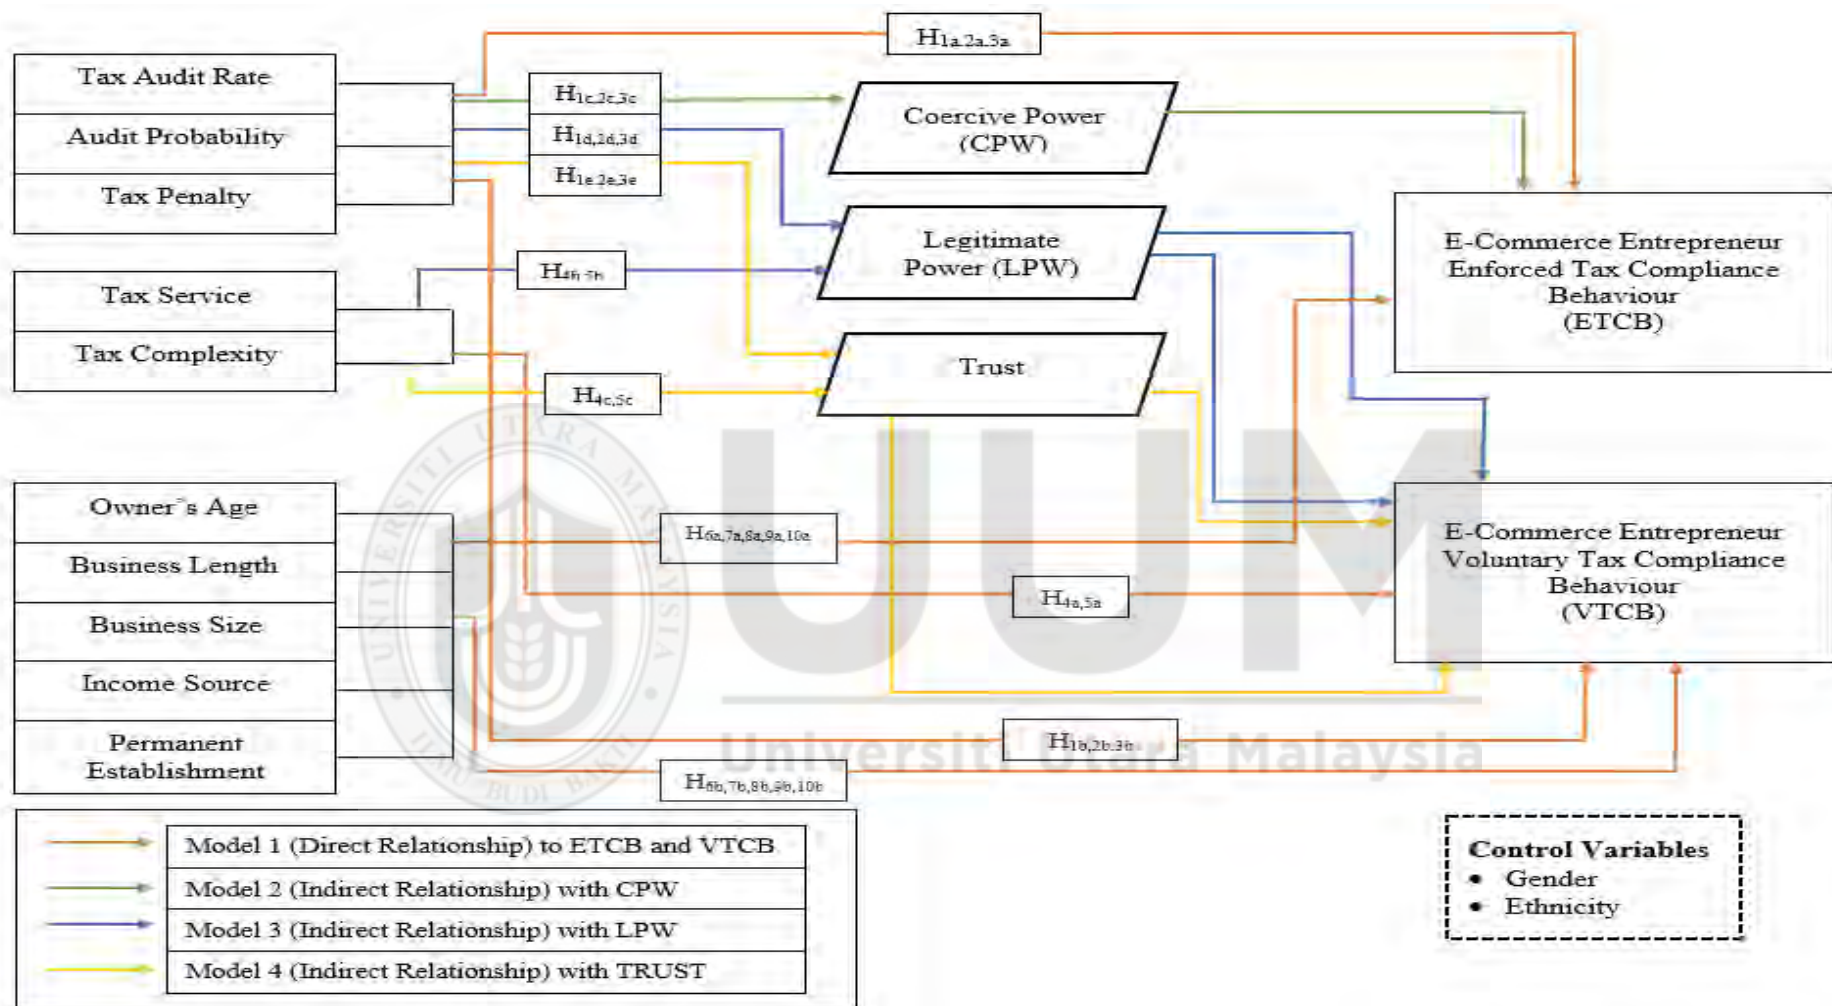 Tax Audit Rate
Audit Probability
Tax Penalty
Tax Service
Tax Complexity
Owner"s Age
Business Length
Business Size
Income Source
Permanent
Establishment
H1a.2a.3a
H1c,2c,3c
H1d,2d,3d
H1e.2e,3e
H4b.5b
H4c,5c
H6a,7a,8a,9a,10a
H4a,5a
H1b,2b.3b
H6b,7b,8b,9b,10b
Coercive Power
(CPW)
Legitimate
Power (LPW)
Trust
E-Commerce Entrepreneur
Enforced Tax Compliance
Behaviour
(ETCB)
E-Commerce Entrepreneur
Voluntary Tax Compliance
Behaviour
(VTCB)
UNIVERSITI UTARA MALAYSIA
BUDI BAKTI
UUM
Universiti Utara Malaysia
Model 1 (Direct Relationship) to ETCB and VTCB
Model 2 (Indirect Relationship) with CPW
Model 3 (Indirect Relationship) with LPW
Model 4 (Indirect Relationship) with TRUST
Control Variables
• Gender
• Ethnicity